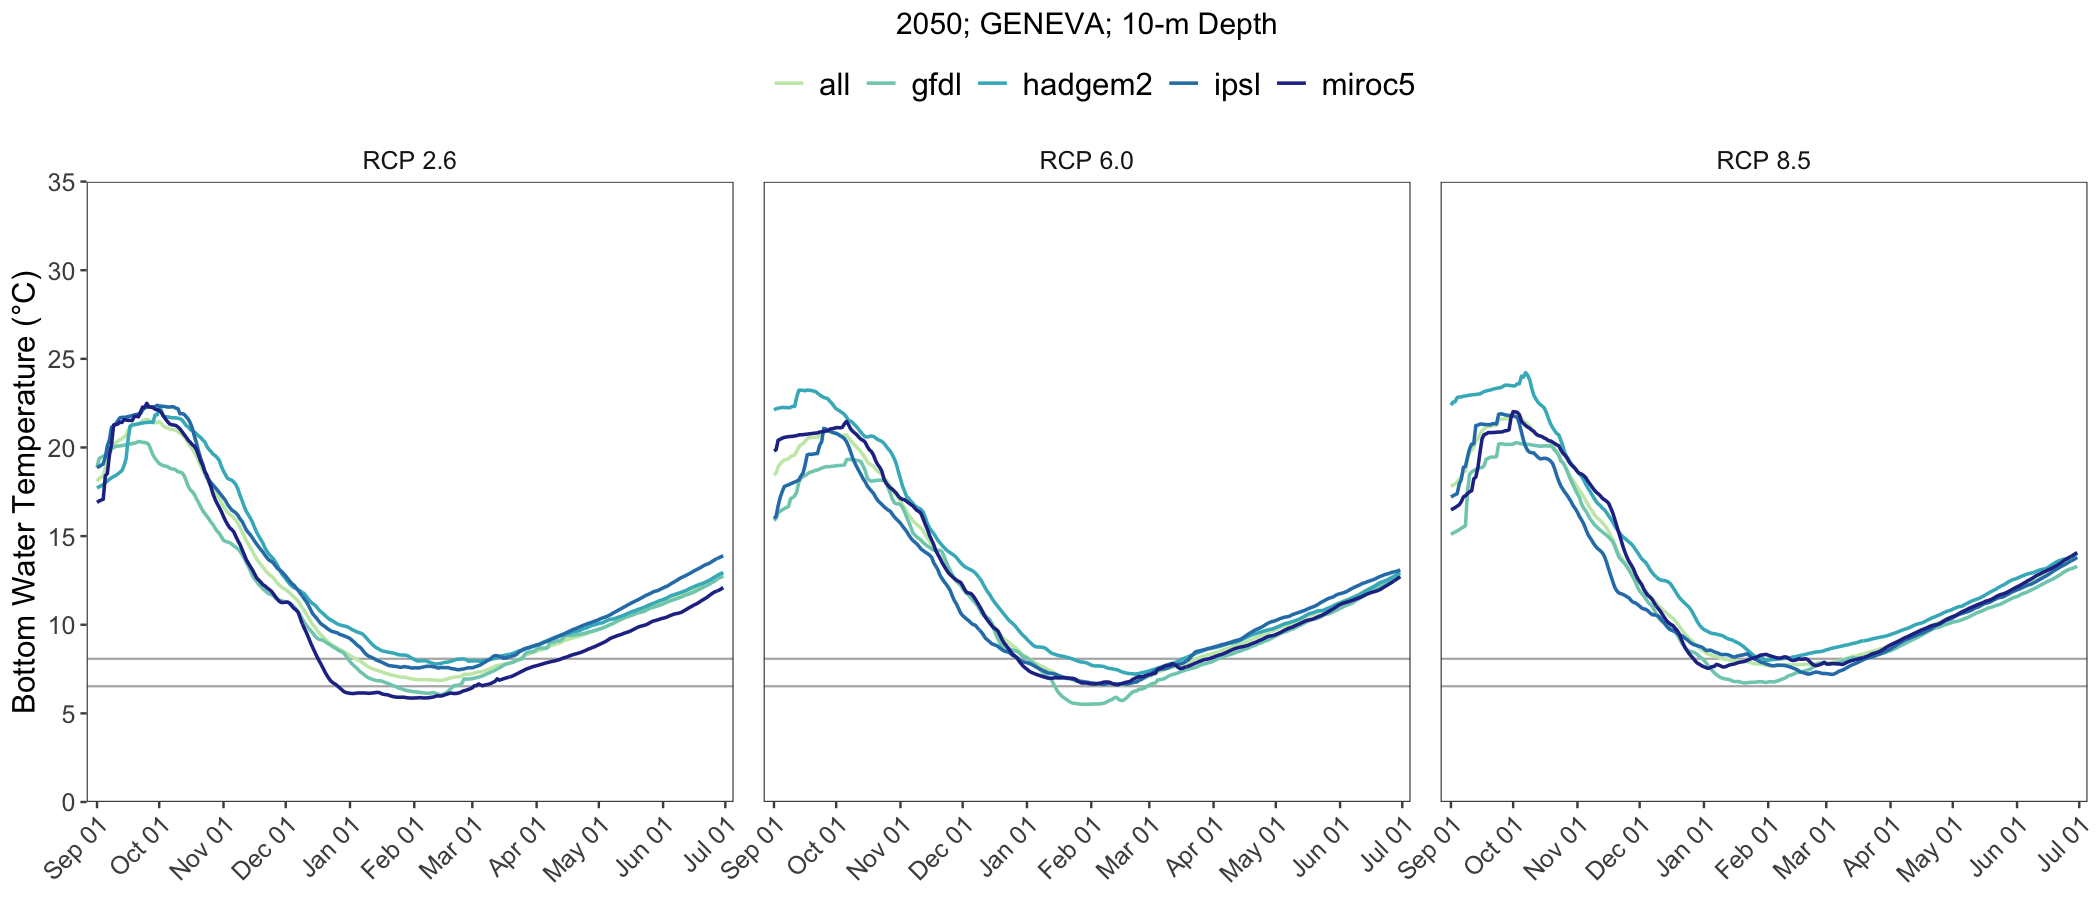 2050; GENEVA; 10-m Depth
all gfdl hadgem2 ipsl miroc5
RCP 2.6 RCP 6.0 RCP 8.5
Bottom Water Temperature (°C)
35
30
25
20
15
10
5
0
Sep 01 Oct 01 Nov 01 Dec 01 Jan 01 Feb 01 Mar 01 Apr 01 May 01 Jun 01 Jul 01 Sep 01 Oct 01 Nov 01 Dec 01 Jan 01 Feb 01 Mar 01 Apr 01 May 01 Jun 01 Jul 01 Sep 01 Oct 01 Nov 01 Dec 01 Jan 01 Feb 01 Mar 01 Apr 01 May 01 Jun 01 Jul 01